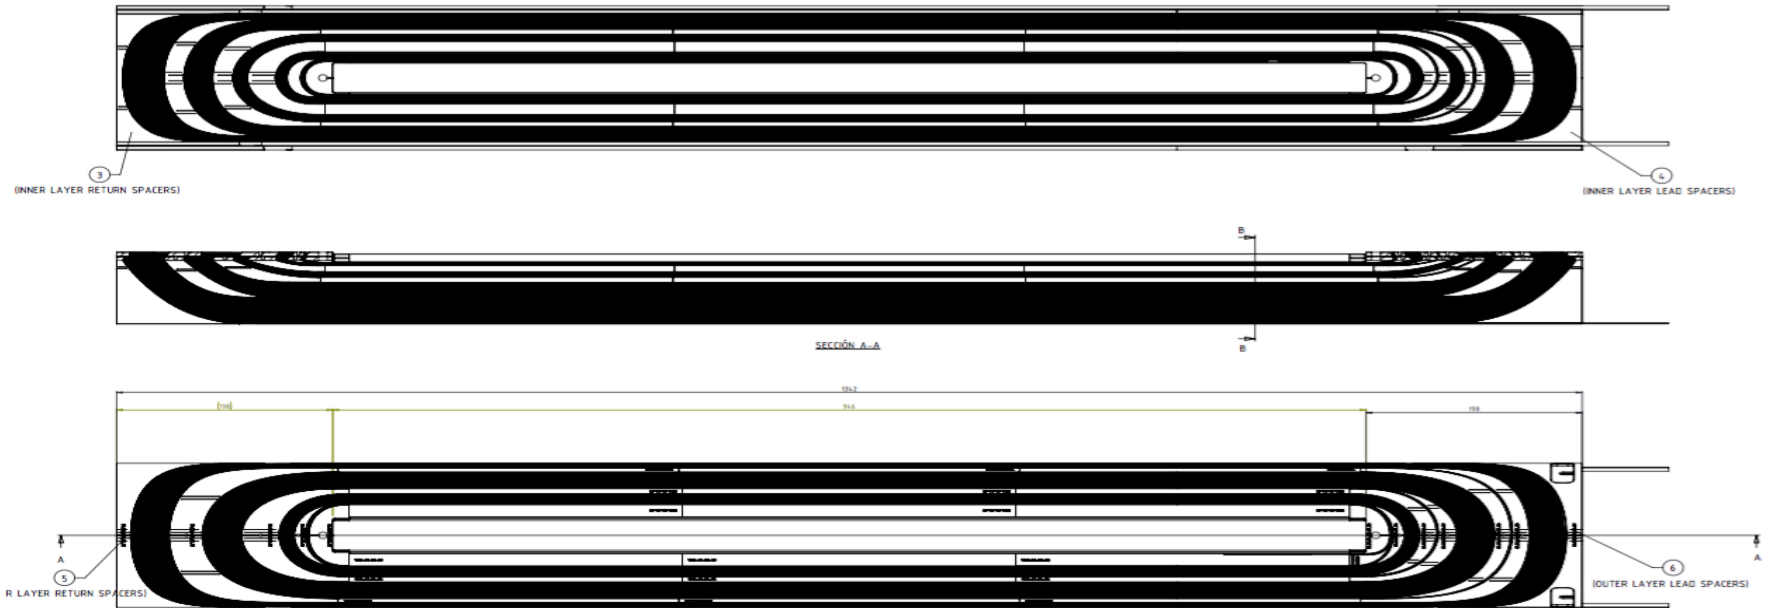 3
(INNER LAYER RETURN SPACERS)
4
(INNER LAYER LEAD SPACERS)
B
B
SECCIÓN A-A
1342
198
A
A
5
R LAYER RETURN SPACERS)
6
(OUTER LAYER LEAD SPACERS)